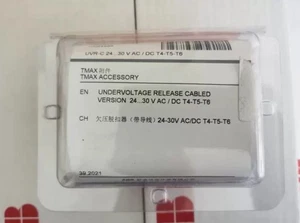 UVR-C 24...30 V AC / DC T4-T5-T6
TMAX 附件
TMAX ACCESSORY
EN UNDERVOLTAGE RELEASE CABLED
VERSION 24...30 V AC / DC T4-T5-T6
CH 欠压脱扣器（带导线）24-30V AC/DC T4-T5-T6
39.2021